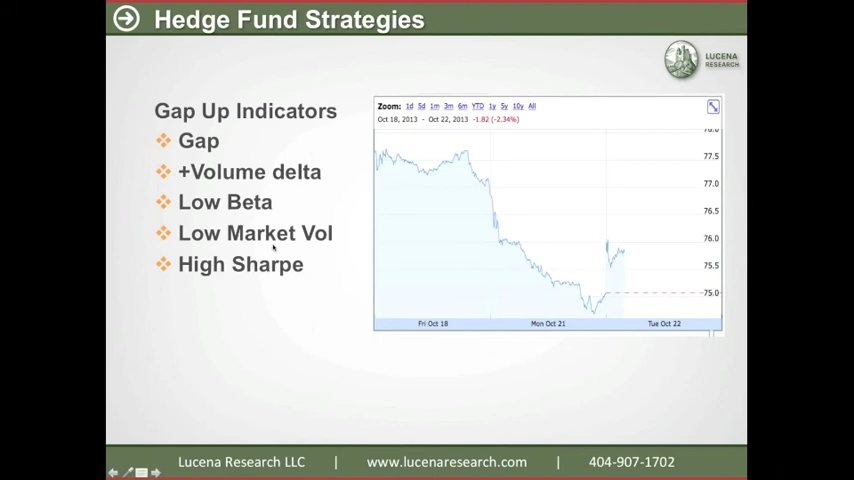 Hedge Fund Strategies
LUCENA
RESEARCH
Gap Up Indicators
Gap
+Volume delta
Low Beta
Low Market Vol
High Sharpe
Zoom: 1d 5d 1m 3m 6m YTD 1y 5y 10y All
Oct 18, 2013 - Oct 22, 2013 -1.82 (-2.34%)
78.0
77.5
77.0
76.5
76.0
75.5
75.0
Fri Oct 18 Mon Oct 21 Tue Oct 22
Lucena Research LLC | www.lucenaresearch.com | 404-907-1702